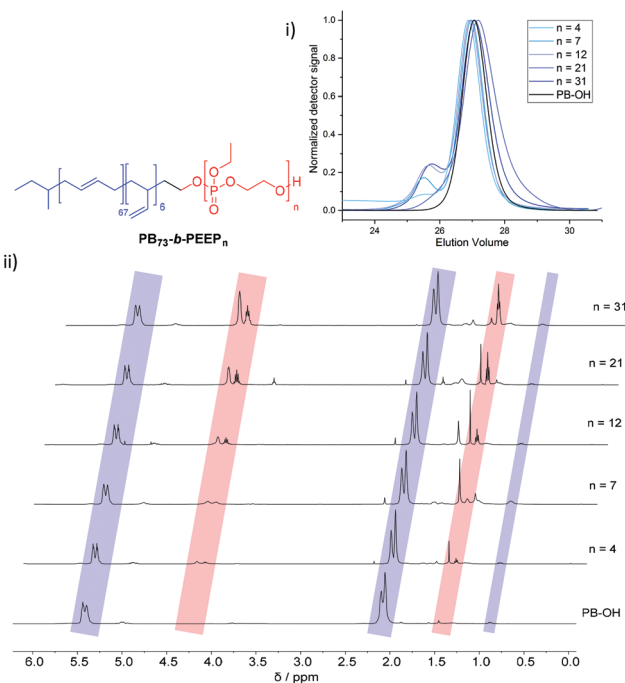 i)
Normalized detector signal
1.0
0.8
0.6
0.4
0.2
0.0
24
26
28
30
Elution Volume
n = 4
n = 7
n = 12
n = 21
n = 31
PB-OH
O
O
P
O
O
O
H
67
6
n
PB73-b-PEEPn
ii)
n = 31
n = 21
n = 12
n = 7
n = 4
PB-OH
6.0 5.5 5.0 4.5 4.0 3.5 3.0 2.5 2.0 1.5 1.0 0.5 0.0
δ / ppm